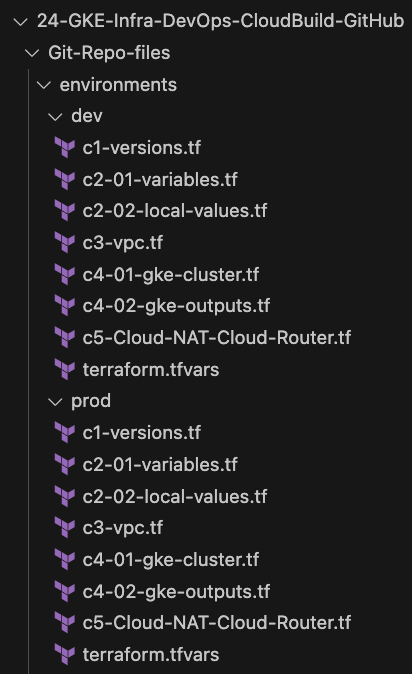 24-GKE-Infra-DevOps-CloudBuild-GitHub
Git-Repo-files
environments
dev
c1-versions.tf
c2-01-variables.tf
c2-02-local-values.tf
c3-vpc.tf
c4-01-gke-cluster.tf
c4-02-gke-outputs.tf
c5-Cloud-NAT-Cloud-Router.tf
terraform.tfvars
prod
c1-versions.tf
c2-01-variables.tf
c2-02-local-values.tf
c3-vpc.tf
c4-01-gke-cluster.tf
c4-02-gke-outputs.tf
c5-Cloud-NAT-Cloud-Router.tf
terraform.tfvars